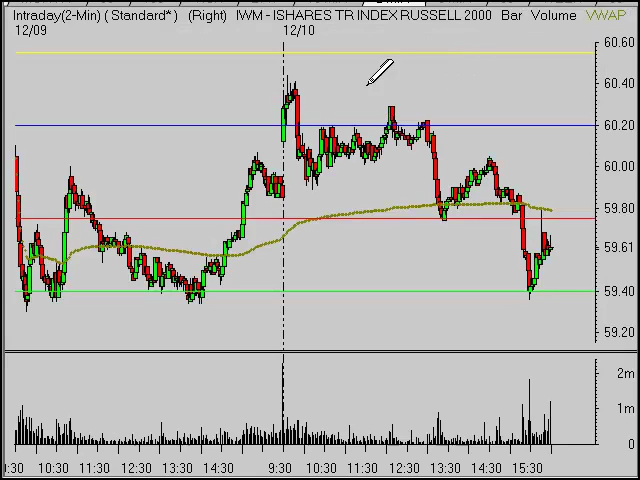 Intraday(2-Min) ( Standard* ) (Right) IWM - ISHARES TR INDEX RUSSELL 2000 Bar Volume VWAP
12/09 12/10
60.60
60.40
60.20
60.00
59.80
59.61
59.40
59.20
2m
1m
0
:30 10:30 11:30 12:30 13:30 14:30 9:30 10:30 11:30 12:30 13:30 14:30 15:30